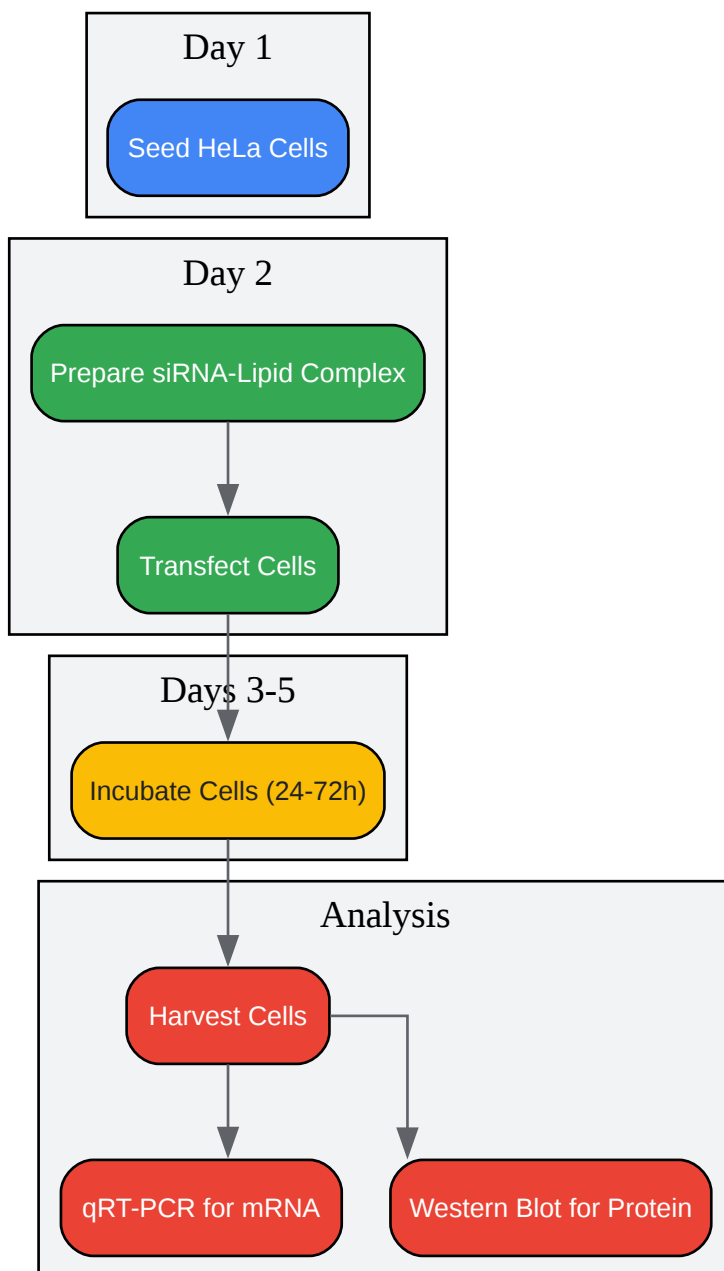 Day 1
Seed HeLa Cells
Day 2
Prepare siRNA-Lipid Complex
Transfect Cells
Days 3-5
Incubate Cells (24-72h)
Analysis
Harvest Cells
qRT-PCR for mRNA
Western Blot for Protein